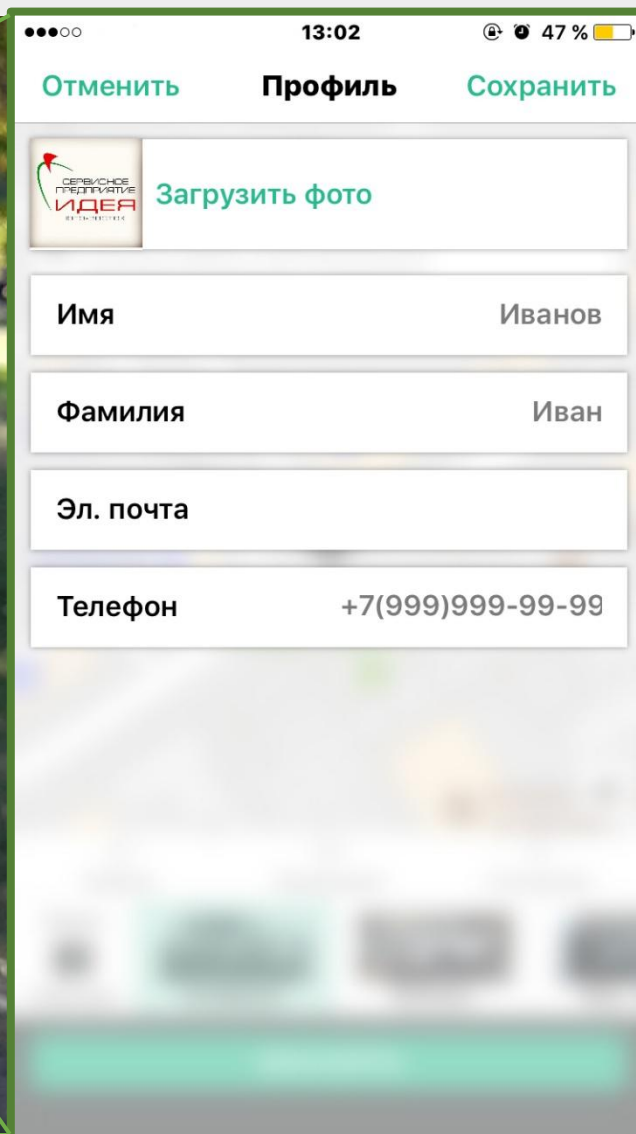 13:02
47 %
Отменить
Профиль
Сохранить
СЕРВИСНОЕ
ПРЕДПРИЯТИЕ
ИДЕЯ
Загрузить фото
Имя
Иванов
Фамилия
Иван
Эл. почта
Телефон
+7(999)999-99-99